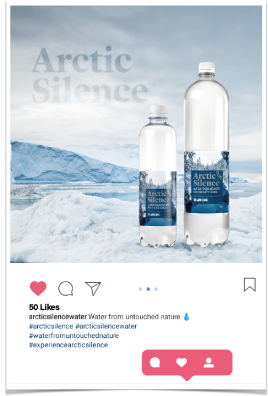 Arctic
Silence
Arctic
Silence
Arctic
Silence
50 Likes
arcticsilencewater Water from untouched nature 💧
#arcticsilence #arcticsilencewater
#waterfromuntouchednature
#experiencearcticsilence